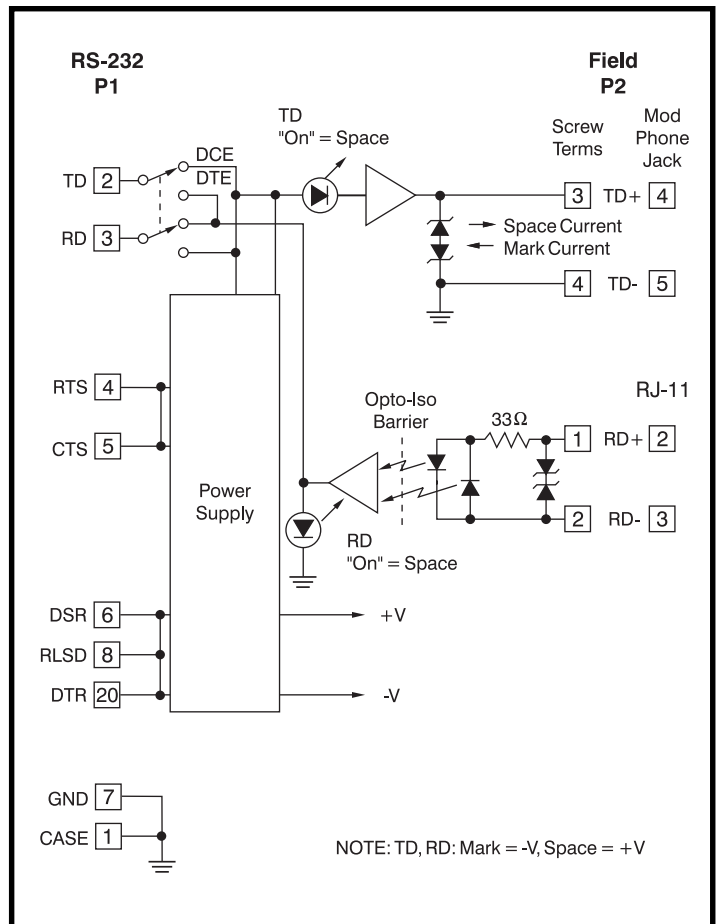 RS-232
P1
Field
P2
TD
"On" = Space
Screw
Terms
Mod
Phone
Jack
DCE
DTE
TD 2
RD 3
3 TD+ 4
Space Current
Mark Current
4 TD- 5
RTS 4
CTS 5
Opto-Iso
Barrier
33Ω
RJ-11
1 RD+ 2
Power
Supply
2 RD- 3
RD
"On" = Space
DSR 6
+V
RLSD 8
DTR 20
-V
GND 7
CASE 1
NOTE: TD, RD: Mark = -V, Space = +V